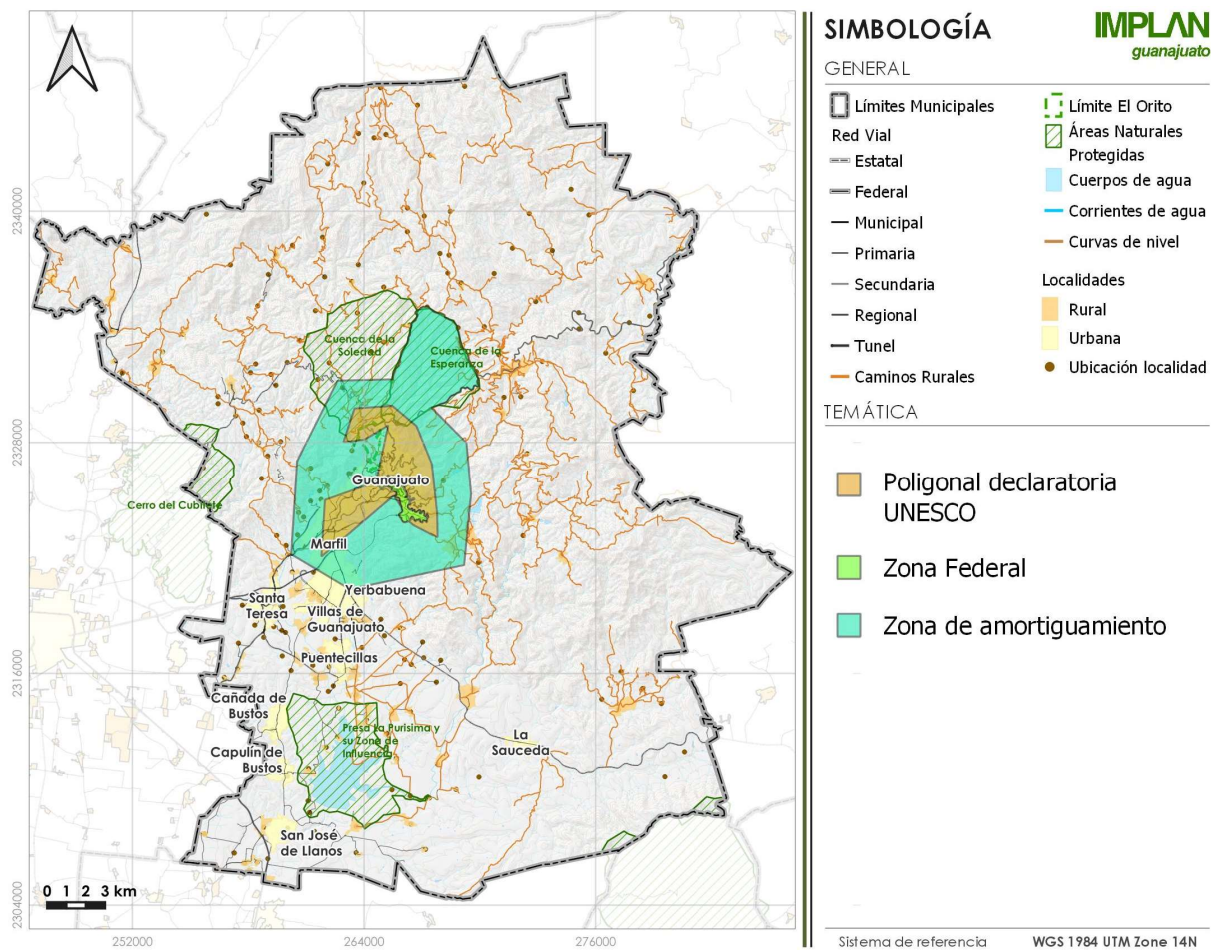 2340000
2328000
2316000
2304000
252000
264000
276000
Cuenca de la
Soledad
Cuenca de la
Esperanza
Cerro del Cubilete
Guanajuato
Marfil
Yerbabuena
Santa
Teresa
Villas de
Guanajuato
Puentecillas
Cañada de
Bustos
Presa La Purisima y
su Zona de
Influencia
La
Sauceda
Capulín de
Bustos
San José
de Llanos
0 1 2 3 km
SIMBOLOGÍA
IMPLAN
guanajuato
GENERAL
Límites Municipales
Red Vial
Estatal
Federal
Municipal
Primaria
Secundaria
Regional
Tunel
Caminos Rurales
Límite El Orito
Áreas Naturales
Protegidas
Cuerpos de agua
Corrientes de agua
Curvas de nivel
Localidades
Rural
Urbana
Ubicación localidad
TEMÁTICA
Poligonal declaratoria
UNESCO
Zona Federal
Zona de amortiguamiento
Sistema de referencia WGS 1984 UTM Zone 14N